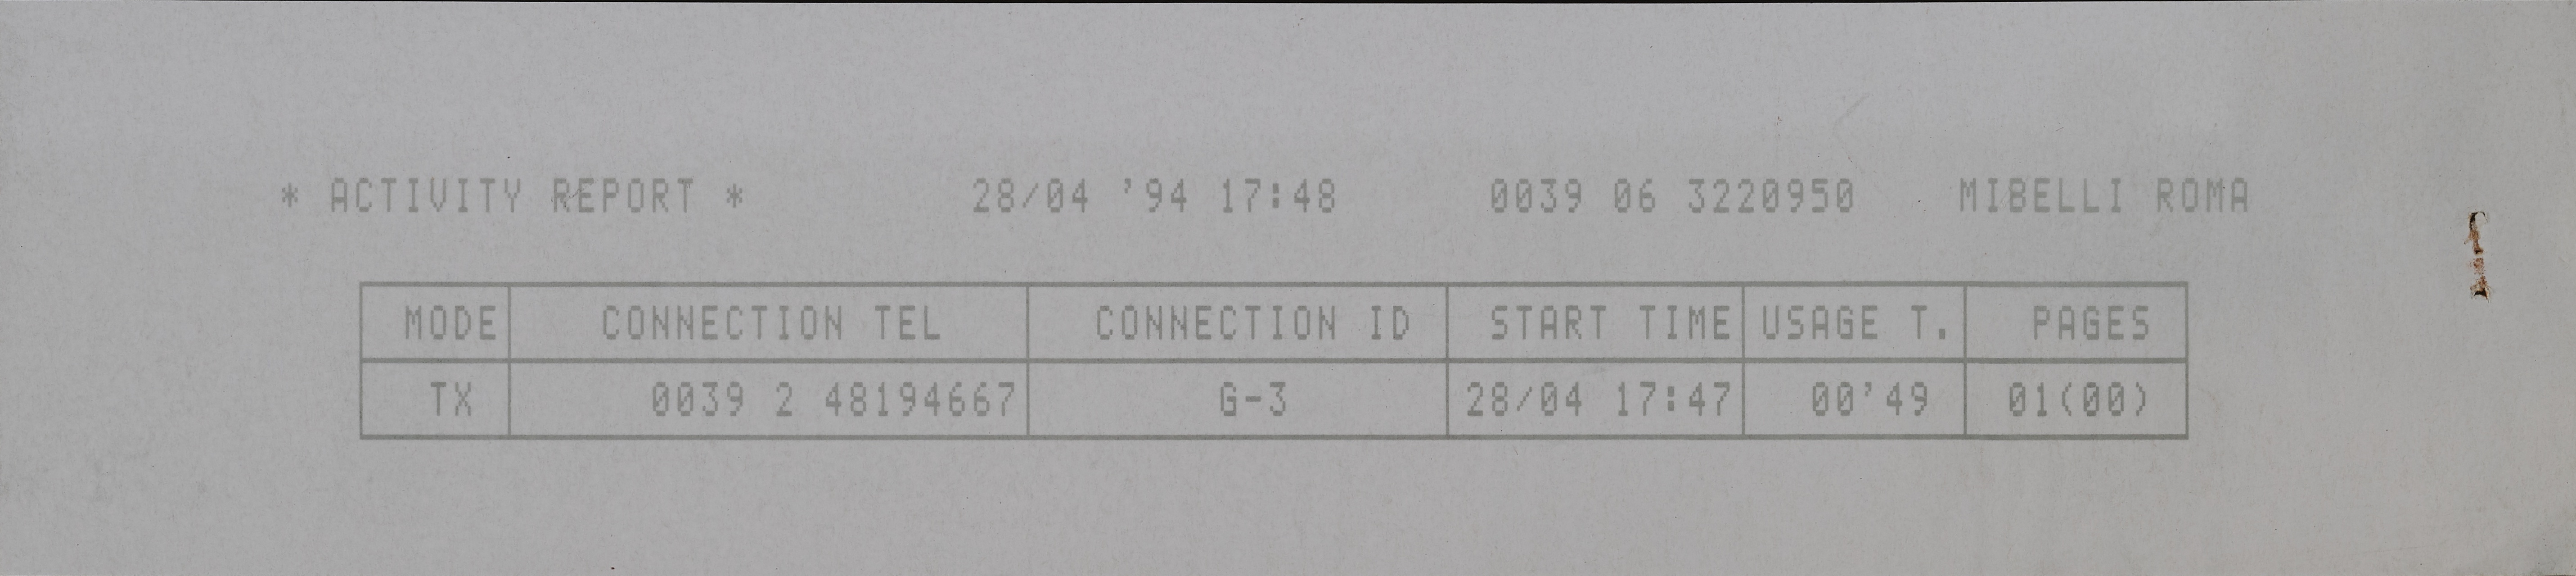 * ACTIVITY REPORT * 28/04 '94 17:48 0039 06 3220950 MIBELLI ROMA
MODE CONNECTION TEL CONNECTION ID START TIME USAGE T. PAGES
TX 0039 2 48194667 G-3 28/04 17:47 00'49 01(00)